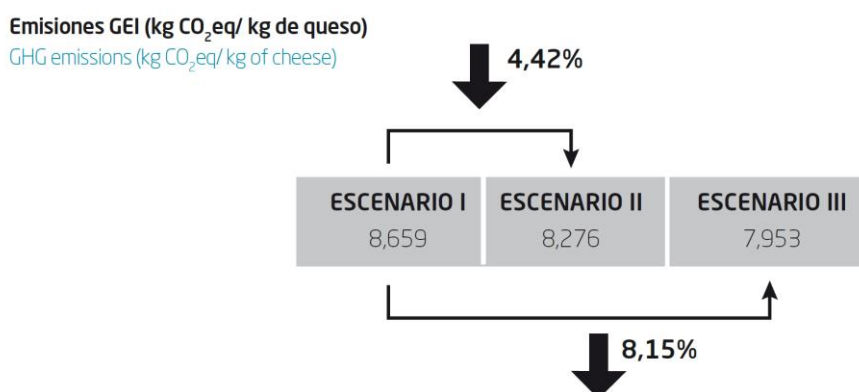 Emisiones GEI (kg CO₂eq/ kg de queso)
GHG emissions (kg CO₂eq/ kg of cheese)
4,42%
ESCENARIO I
8,659
ESCENARIO II
8,276
ESCENARIO III
7,953
8,15%